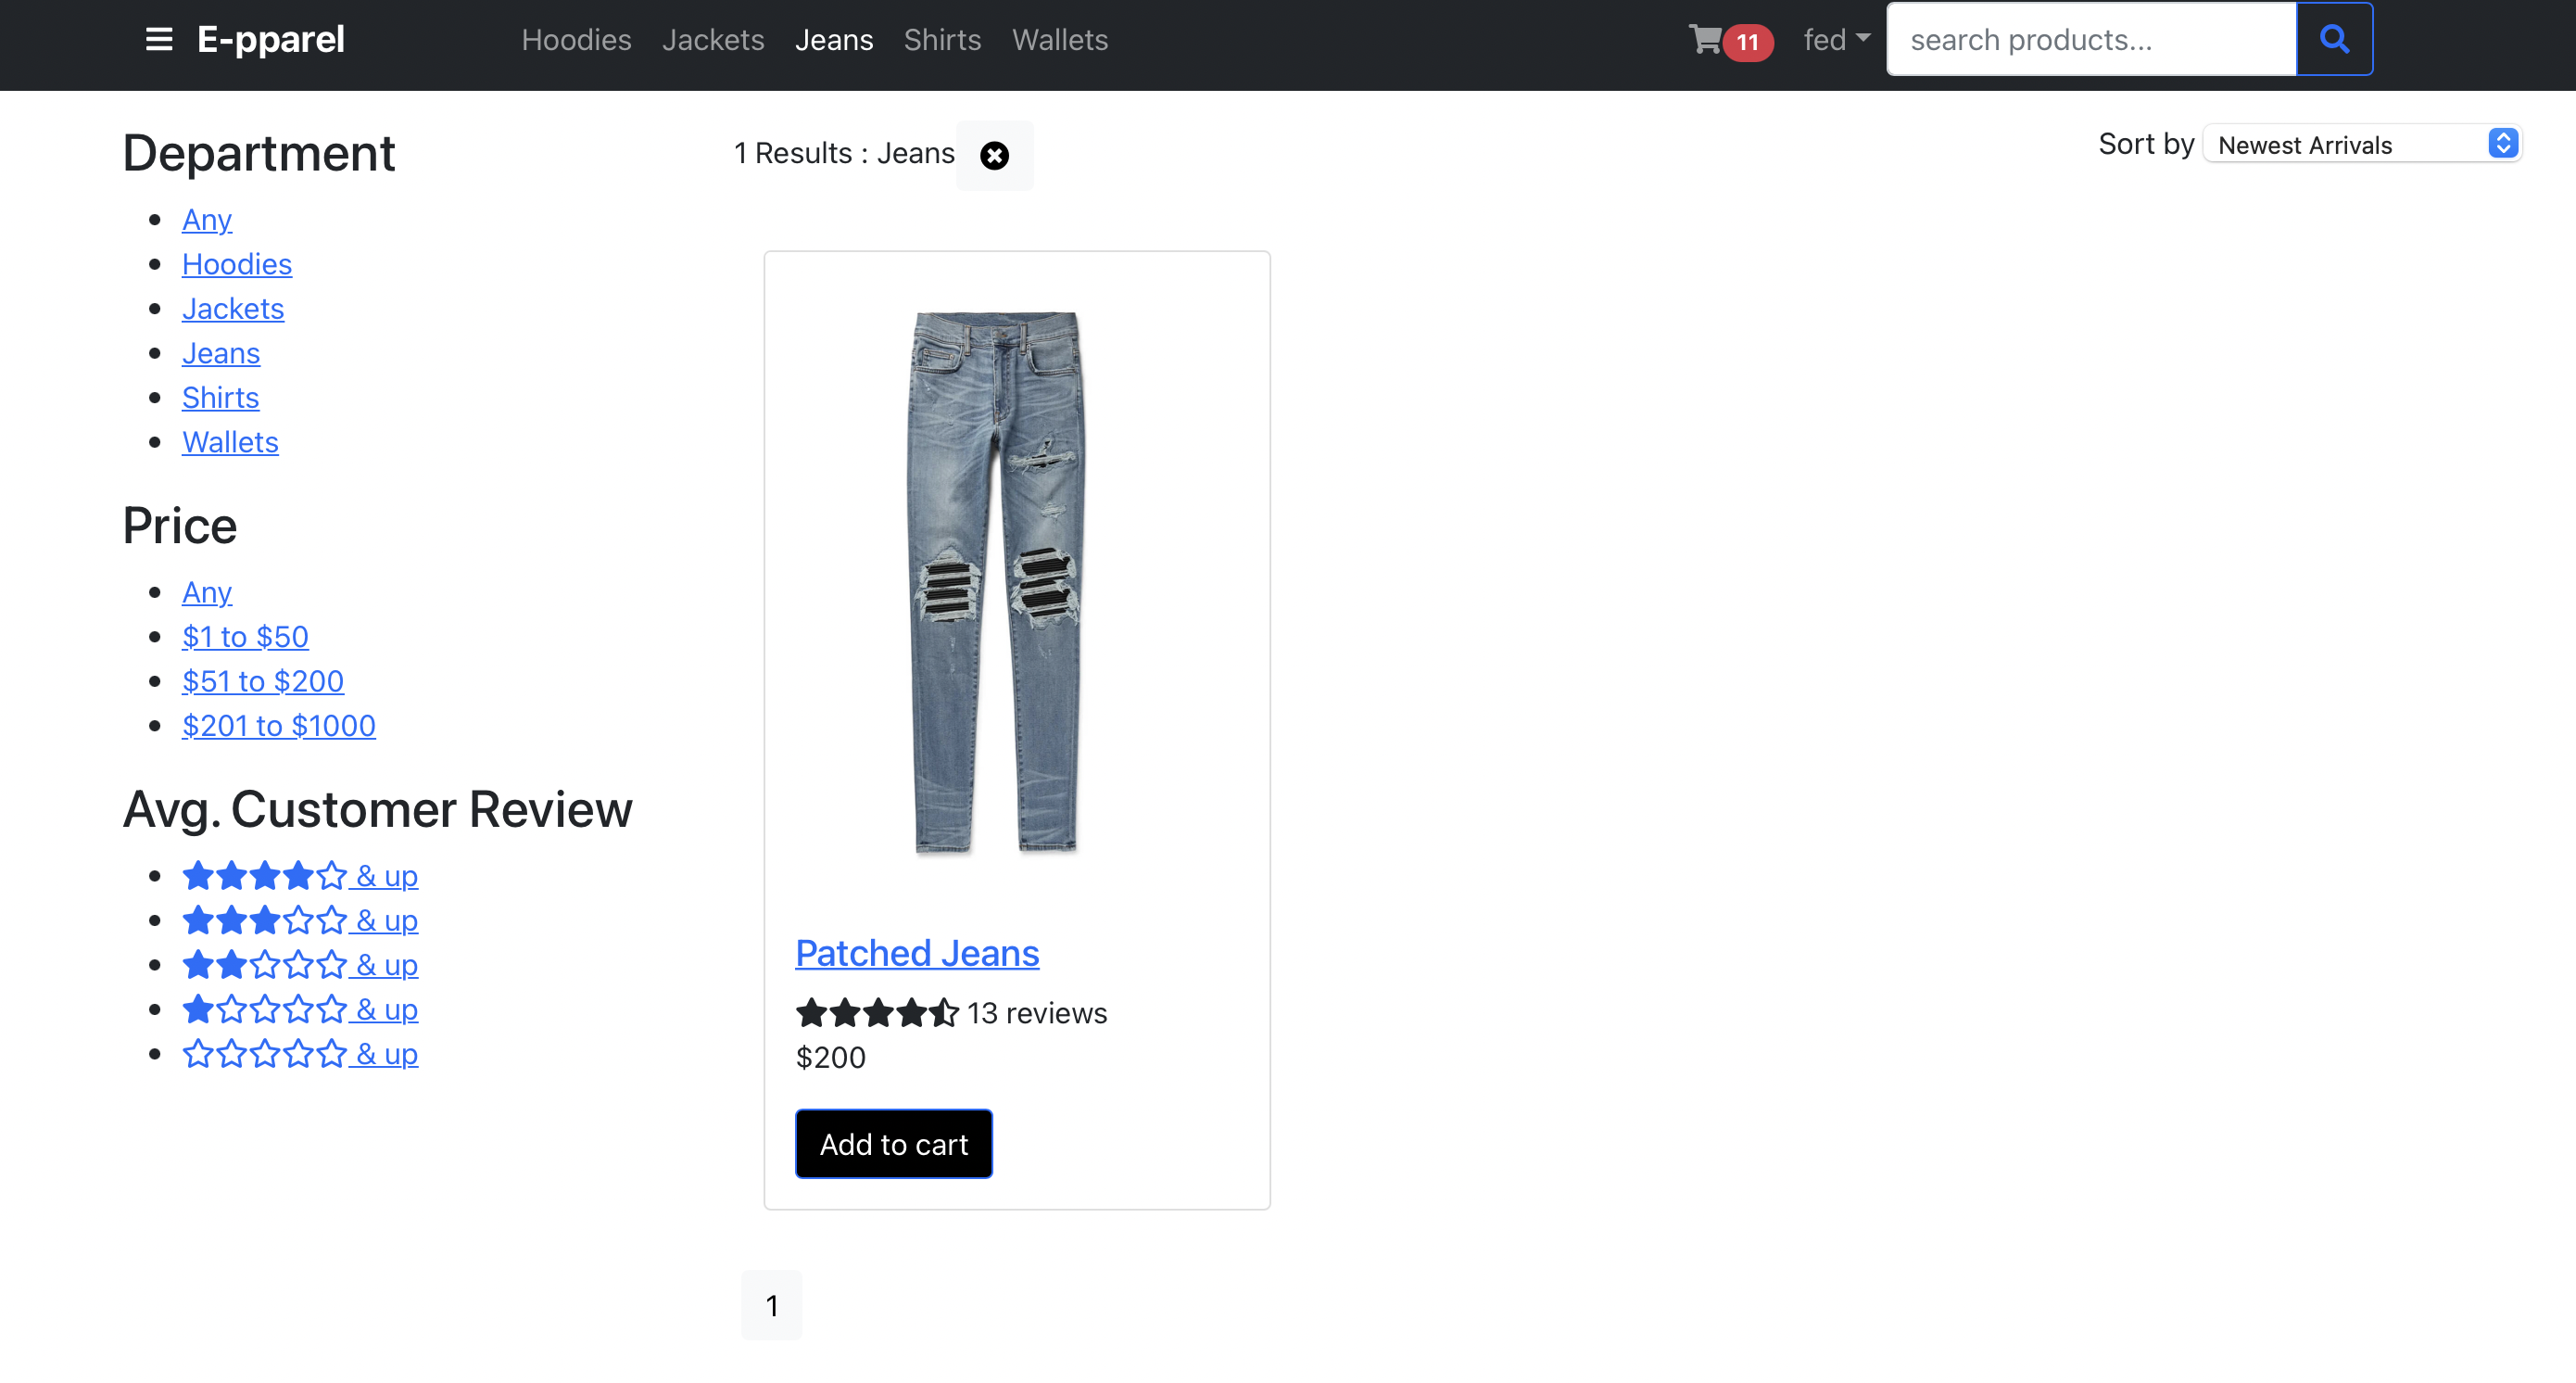 E-pparel
Hoodies Jackets Jeans Shirts Wallets
11 fed search products...
Department
Any
Hoodies
Jackets
Jeans
Shirts
Wallets
Price
Any
$1 to $50
$51 to $200
$201 to $1000
Avg. Customer Review
& up
& up
& up
& up
& up
1 Results : Jeans
Sort by Newest Arrivals
Patched Jeans
13 reviews
$200
Add to cart
1